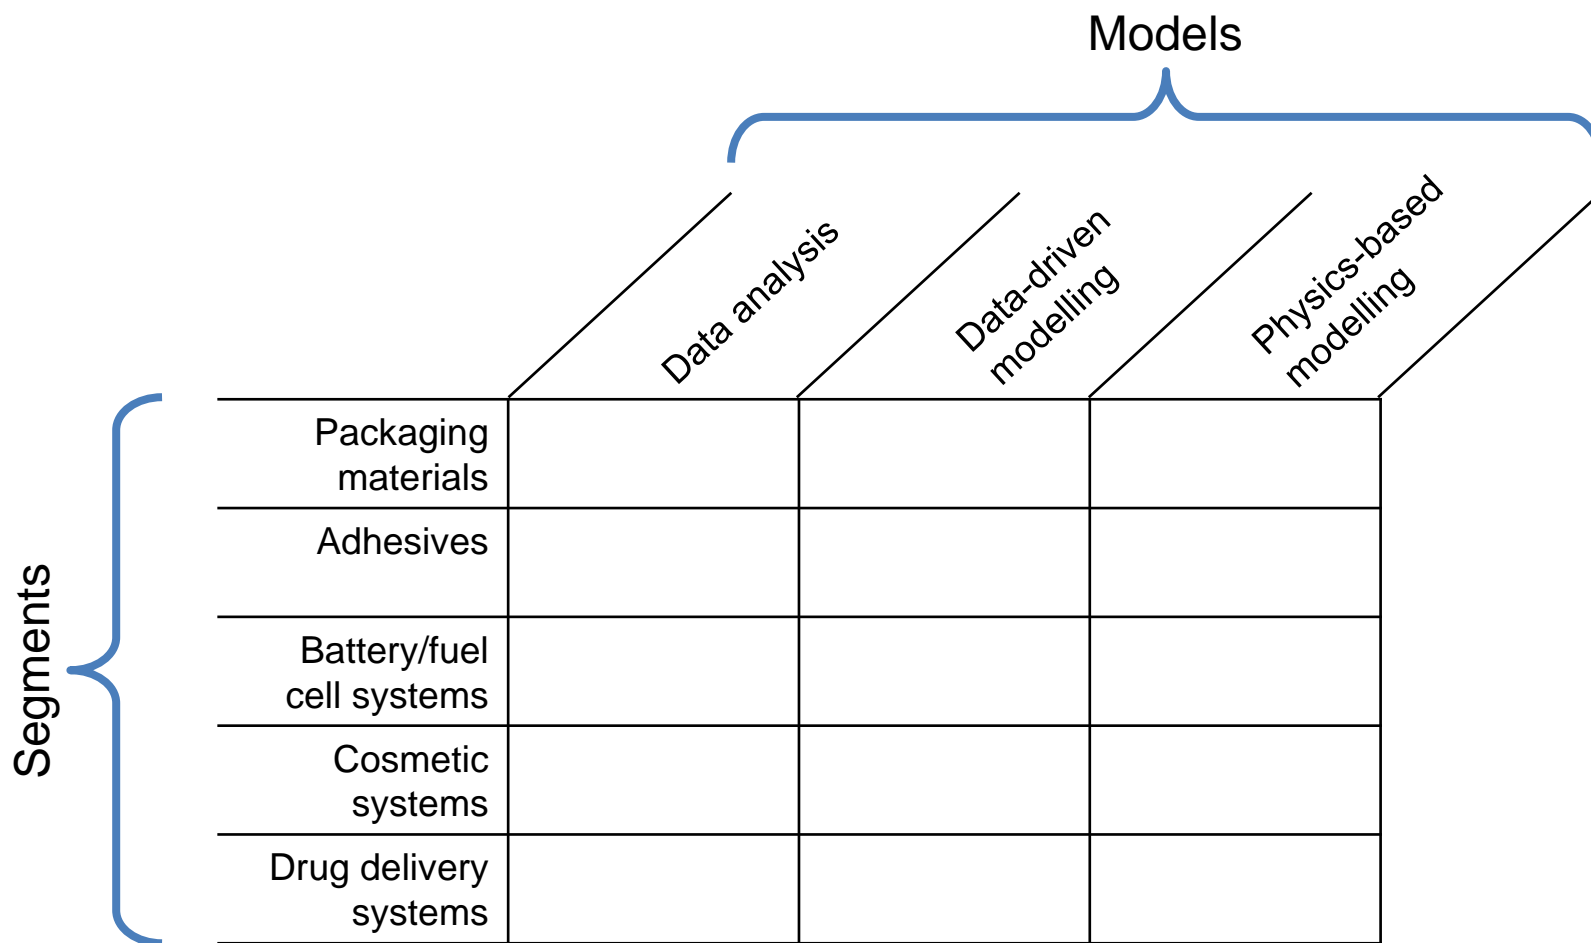 Models
Data analysis
Data-driven
modelling
Physics-based
modelling
Segments
Packaging
materials
Adhesives
Battery/fuel
cell systems
Cosmetic
systems
Drug delivery
systems